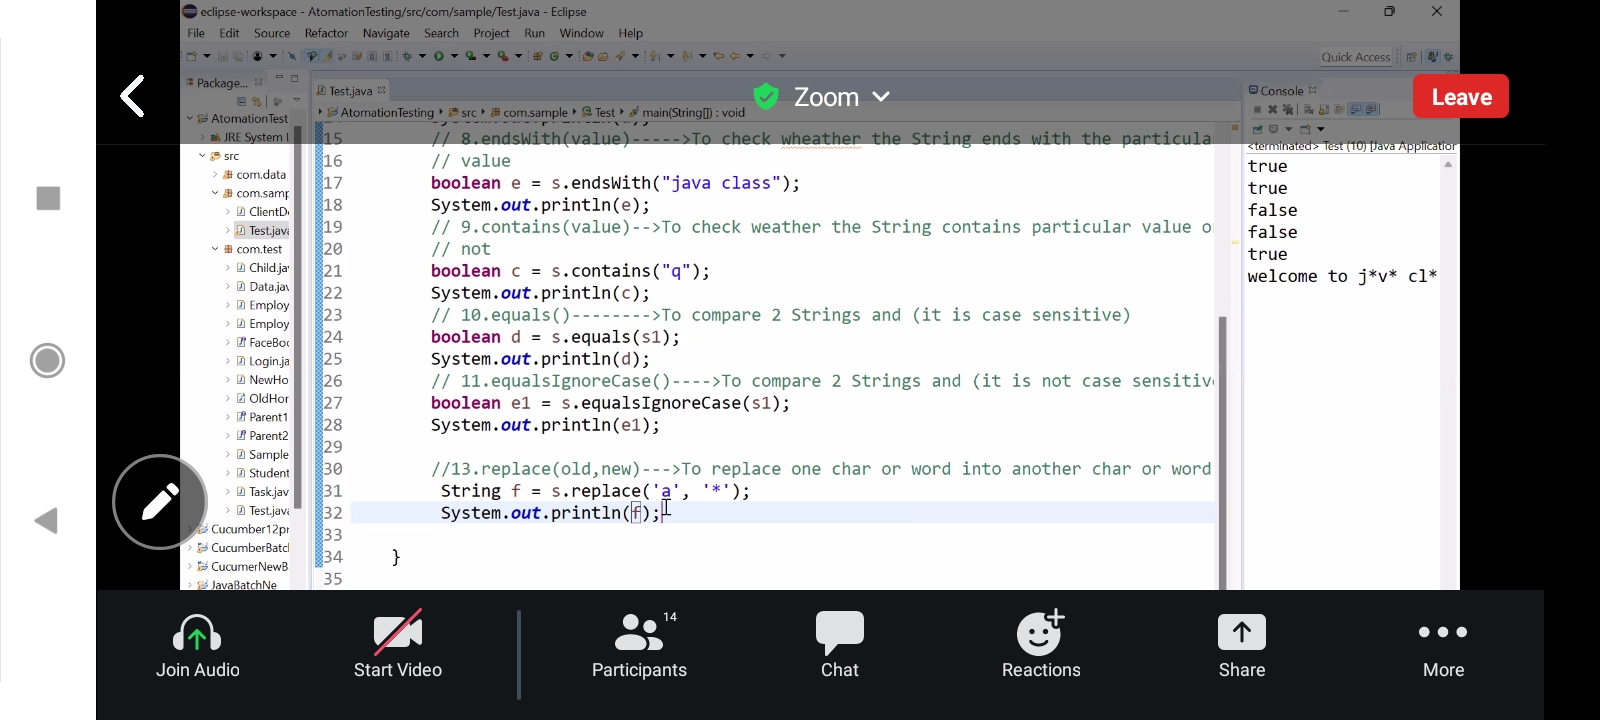 eclipse-workspace - AtomationTesting/src/com/sample/Test.java - Eclipse
File Edit Source Refactor Navigate Search Project Run Window Help
Quick Access
Package...
Test.java
Zoom
Console
Leave
AtomationTesting src com.sample Test main(String[]) : void
AtomationTest
JRE System l
src
com.data
com.samp
ClientD
Test.java
com.test
Child.ja
Data.jav
Employ
Employ
FaceBoo
Login.ja
NewHo
OldHor
Parent1
Parent2
Sample
Student
Task.jav
Test.java
Cucumber12pr
CucumberBatcl
CucumerNewB
JavaBatchNe
15 // 8.endsWith(value)----->To check wheather the String ends with the particula
16 // value
17 boolean e = s.endsWith("java class");
18 System.out.println(e);
19 // 9.contains(value)-->To check weather the String contains particular value o
20 // not
21 boolean c = s.contains("q");
22 System.out.println(c);
23 // 10.equals()-------->To compare 2 Strings and (it is case sensitive)
24 boolean d = s.equals(s1);
25 System.out.println(d);
26 // 11.equalsIgnoreCase()---->To compare 2 Strings and (it is not case sensitiv
27 boolean e1 = s.equalsIgnoreCase(s1);
28 System.out.println(e1);
29
30 //13.replace(old,new)--->To replace one char or word into another char or word
31 String f = s.replace('a', '*');
32 System.out.println(f);
33
34 }
35
<terminated> Test (10) [Java Application
true
true
false
false
true
welcome to j*v* cl*
Join Audio
Start Video
14
Participants
Chat
Reactions
Share
More